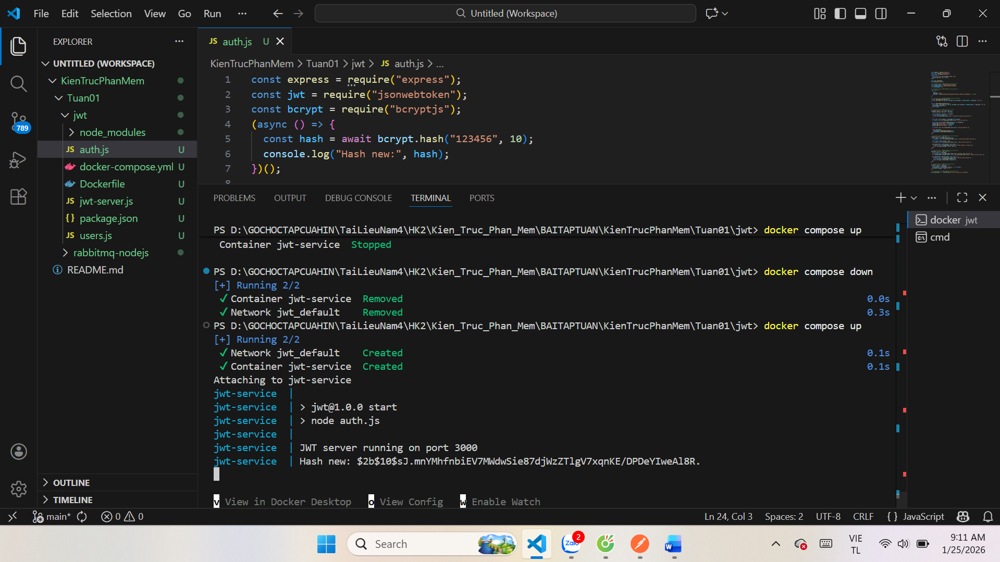 File Edit Selection View Go Run ...
Untitled (Workspace)
EXPLORER
UNTITLED (WORKSPACE)
KienTrucPhanMem
Tuan01
jwt
node_modules
JS auth.js U
docker-compose.yml U
Dockerfile U
JS jwt-server.js U
{} package.json U
JS users.js U
rabbitmq-nodejs
README.md
789
OUTLINE
TIMELINE
JS auth.js U
KienTrucPhanMem > Tuan01 > jwt > JS auth.js > ...
1 const express = require("express");
2 const jwt = require("jsonwebtoken");
3 const bcrypt = require("bcryptjs");
4 (async () => {
5 const hash = await bcrypt.hash("123456", 10);
6 console.log("Hash new:", hash);
7 })();
8
PROBLEMS OUTPUT DEBUG CONSOLE TERMINAL PORTS
PS D:\GOCHOCTAPCUAHIN\TaiLieuNam4\HK2\Kien_Truc_Phan_Mem\BAITAPTUAN\KienTrucPhanMem\Tuan01\jwt> docker compose up
Container jwt-service Stopped
PS D:\GOCHOCTAPCUAHIN\TaiLieuNam4\HK2\Kien_Truc_Phan_Mem\BAITAPTUAN\KienTrucPhanMem\Tuan01\jwt> docker compose down
[+] Running 2/2
✓ Container jwt-service Removed 0.0s
✓ Network jwt_default Removed 0.3s
PS D:\GOCHOCTAPCUAHIN\TaiLieuNam4\HK2\Kien_Truc_Phan_Mem\BAITAPTUAN\KienTrucPhanMem\Tuan01\jwt> docker compose up
[+] Running 2/2
✓ Network jwt_default Created 0.1s
✓ Container jwt-service Created 0.1s
Attaching to jwt-service
jwt-service |
jwt-service | > jwt@1.0.0 start
jwt-service | > node auth.js
jwt-service |
jwt-service | JWT server running on port 3000
jwt-service | Hash new: $2b$10$sJ.mnYMhfnbiEV7MWdwSie87djWzZTlgV7xqnKE/DPDeYIweAl8R.
v View in Docker Desktop o View Config w Enable Watch
docker jwt
cmd
main* 0 0
Ln 24, Col 3 Spaces: 2 UTF-8 CRLF {} JavaScript
Search
Zalo 2
VIE
TL
9:11 AM
1/25/2026